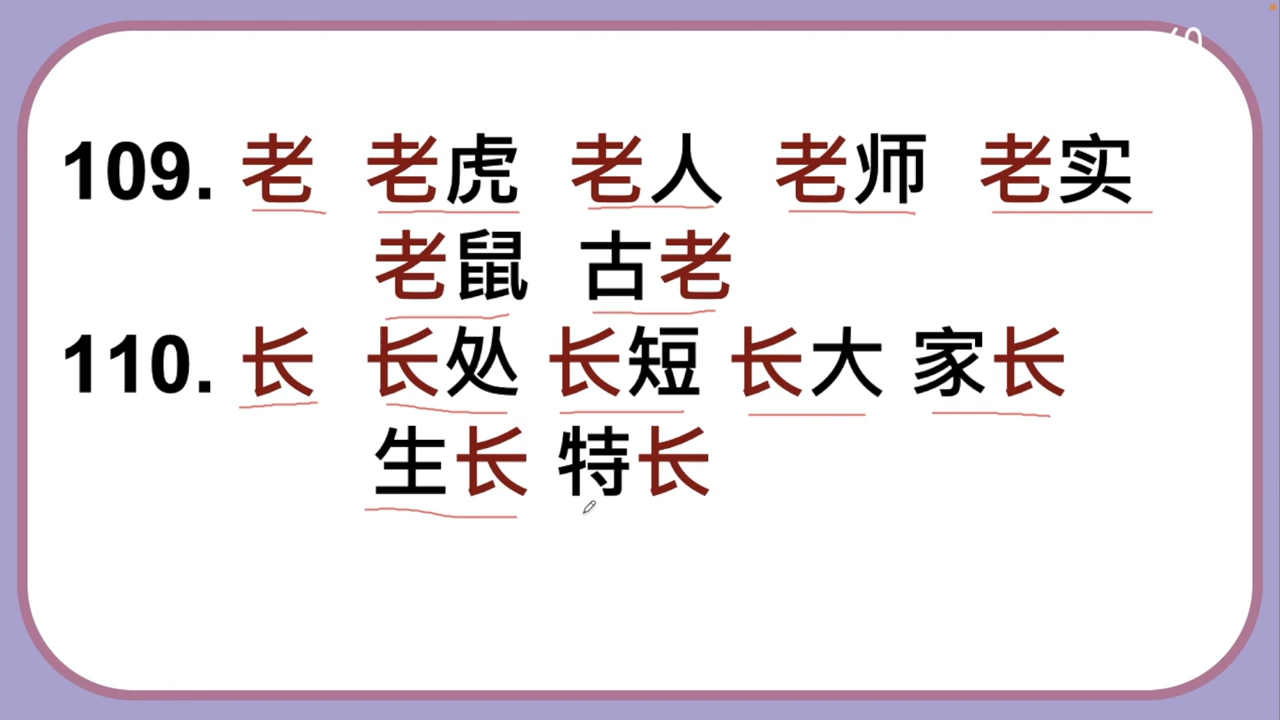 109. 老 老虎 老人 老师 老实
老鼠 古老
110. 长 长处 长短 长大 家长
生长 特长